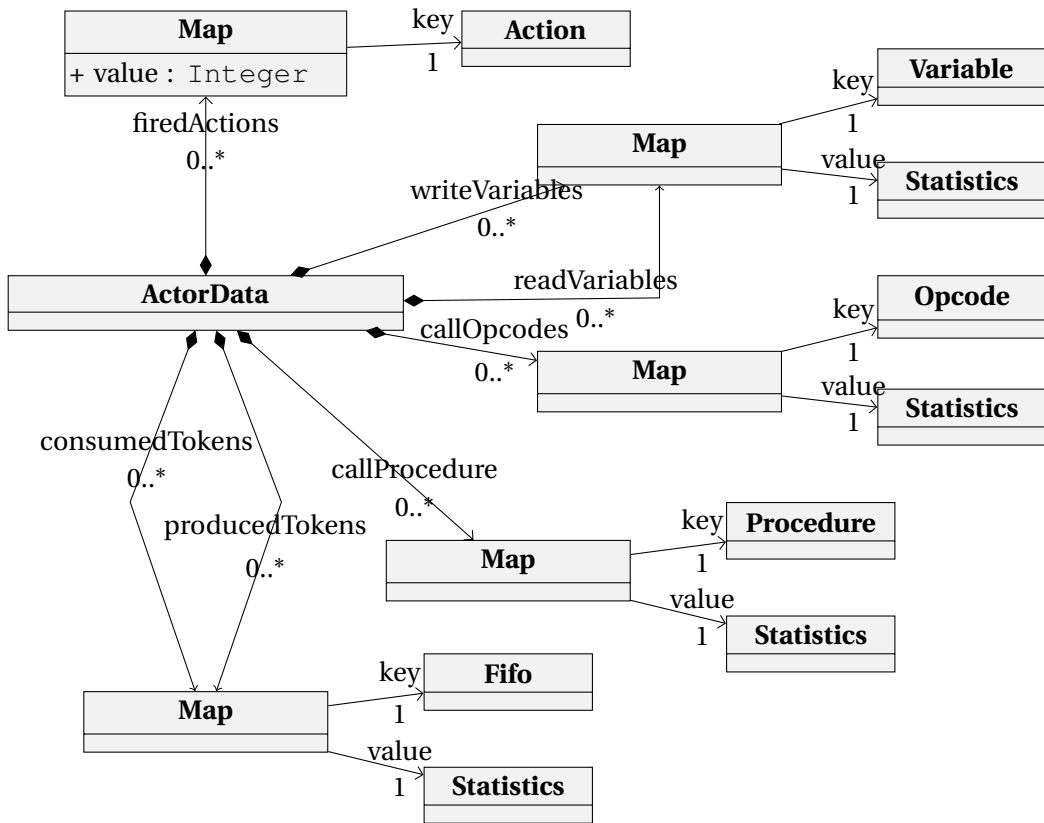 Map
+ value : Integer
key
1
Action
firedActions
0..*
Map
key
1
Variable
value
1
Statistics
writeVariables
0..*
ActorData
readVariables
0..*
callOpcodes
0..*
Map
key
1
Opcode
value
1
Statistics
consumedTokens
0..*
producedTokens
0..*
callProcedure
0..*
Map
key
1
Procedure
value
1
Statistics
Map
key
1
Fifo
value
1
Statistics